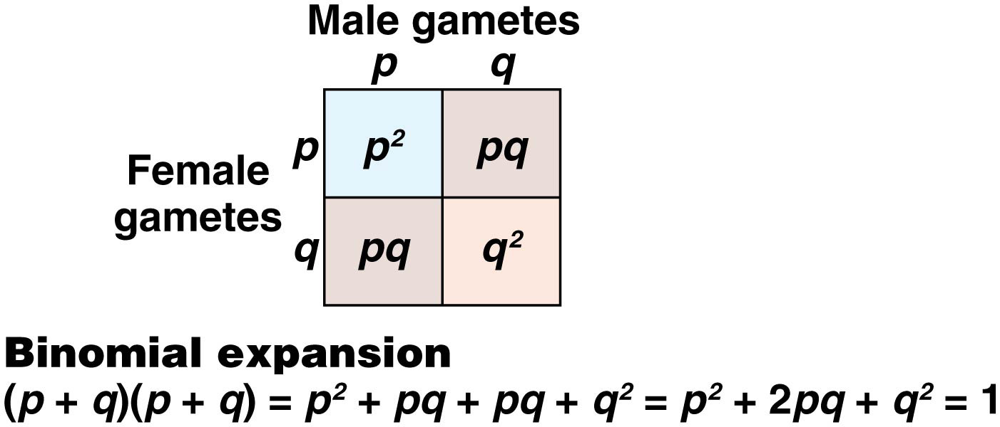 Male gametes
p q
p p² pq
Female
gametes
q pq q²
Binomial expansion
(p + q)(p + q) = p² + pq + pq + q² = p² + 2pq + q² = 1